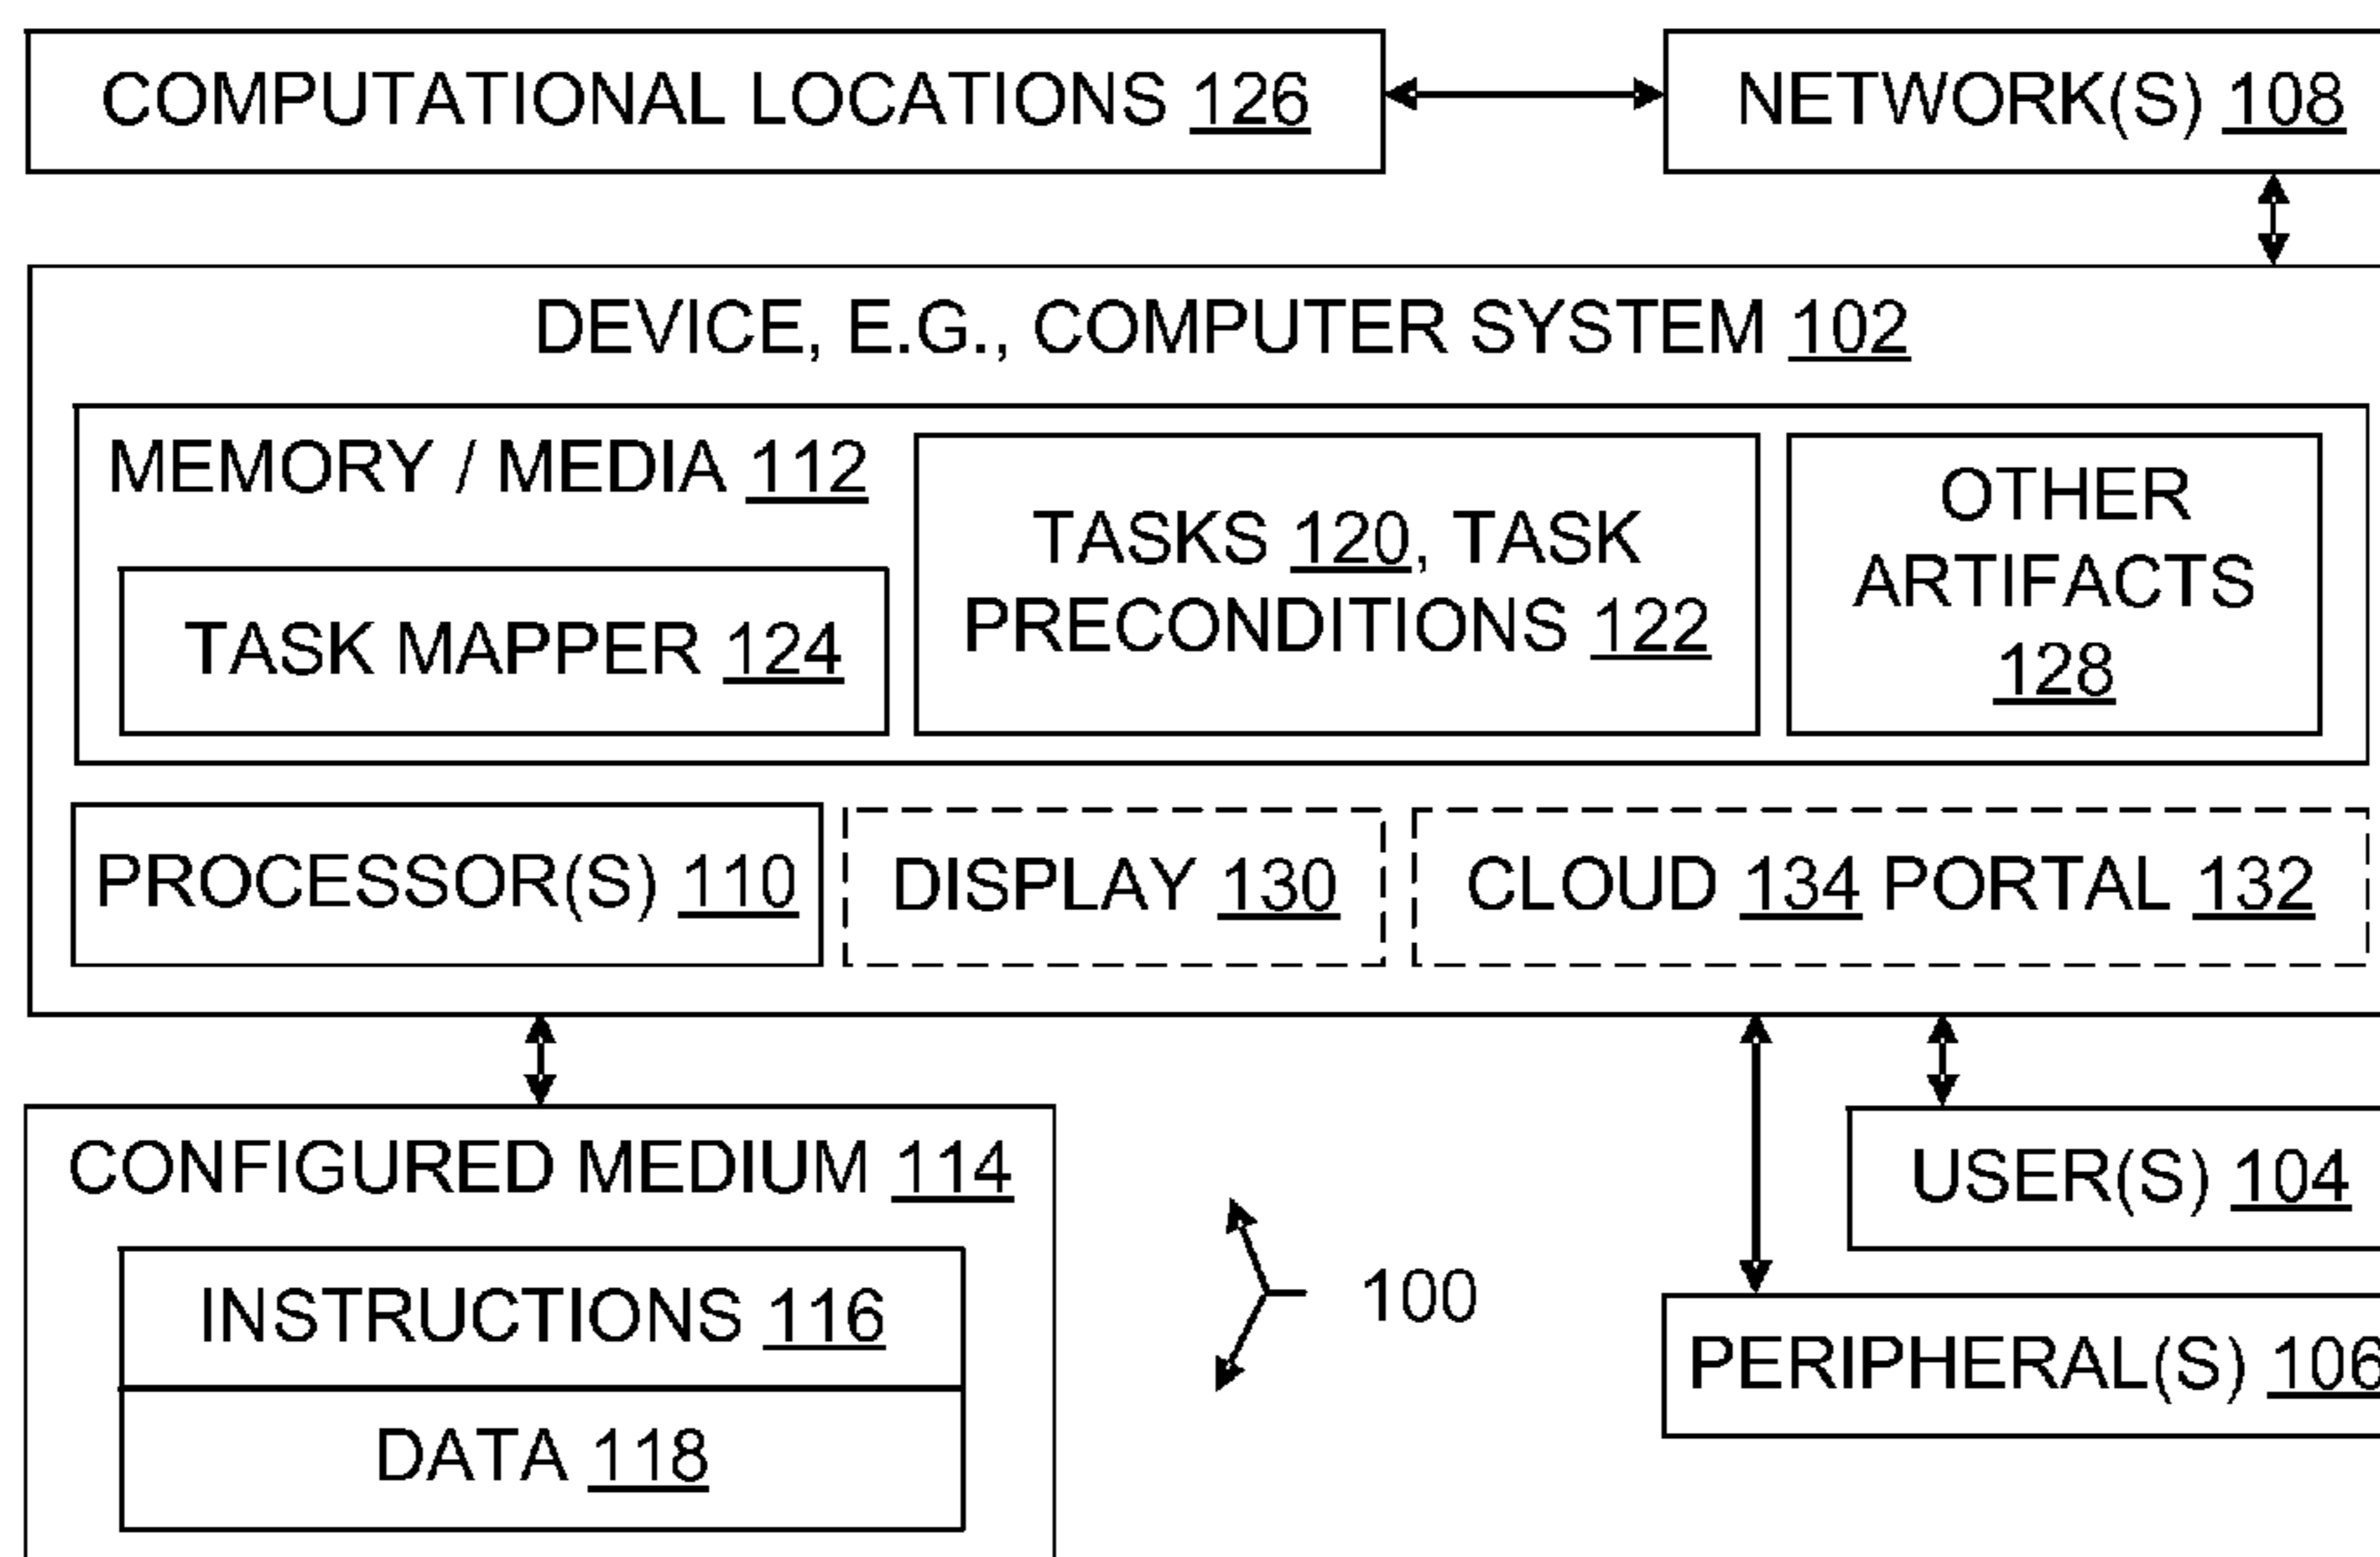 COMPUTATIONAL LOCATIONS 126
NETWORK(S) 108
DEVICE, E.G., COMPUTER SYSTEM 102
MEMORY / MEDIA 112
TASK MAPPER 124
TASKS 120, TASK
PRECONDITIONS 122
OTHER
ARTIFACTS
128
PROCESSOR(S) 110
DISPLAY 130
CLOUD 134 PORTAL 132
CONFIGURED MEDIUM 114
INSTRUCTIONS 116
DATA 118
100
USER(S) 104
PERIPHERAL(S) 106